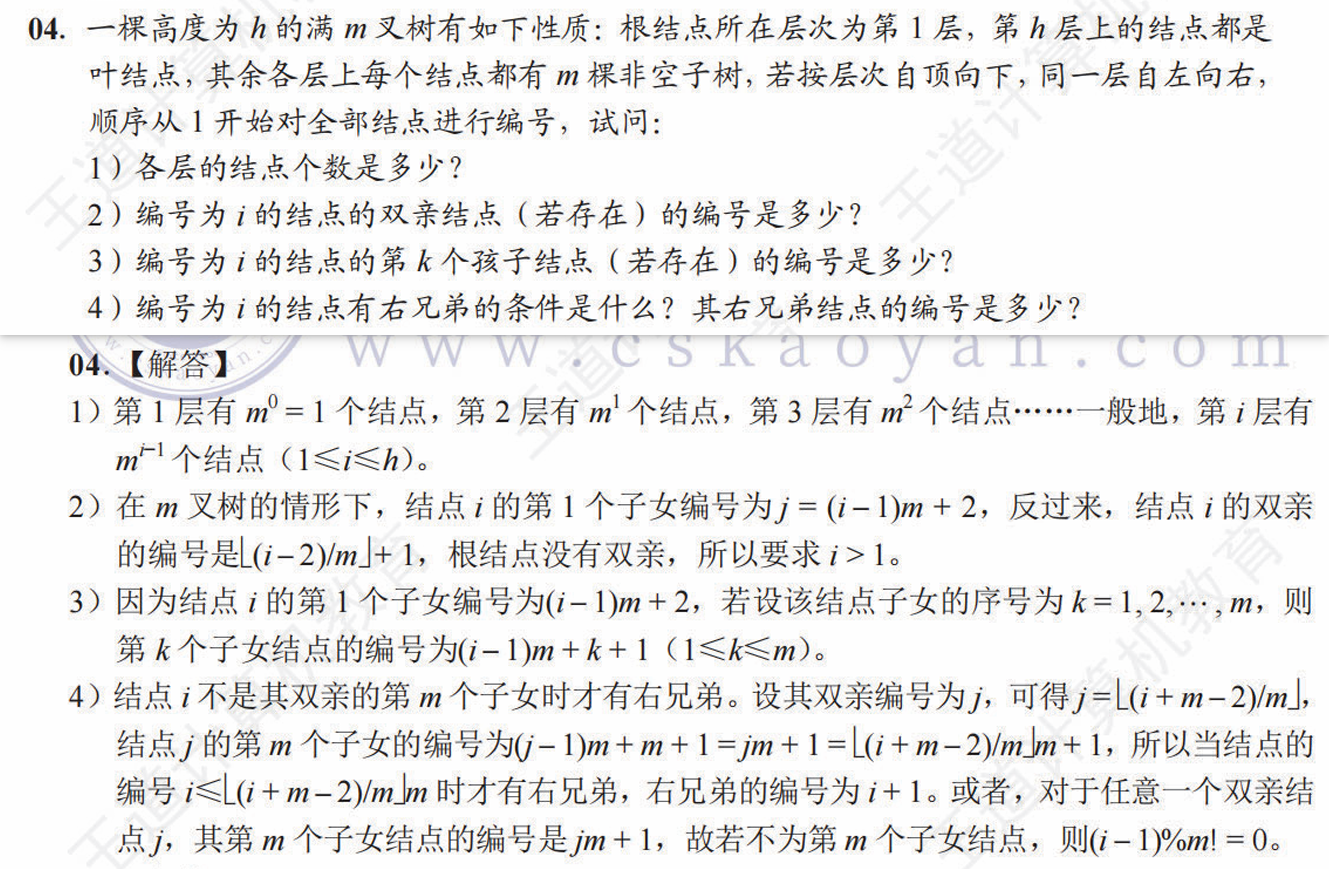 04. 一棵高度为 h 的满 m 叉树有如下性质：根结点所在层次为第 1 层，第 h 层上的结点都是
叶结点，其余各层上每个结点都有 m 棵非空子树，若按层次自顶向下，同一层自左向右，
顺序从 1 开始对全部结点进行编号，试问：
1）各层的结点个数是多少？
2）编号为 i 的结点的双亲结点（若存在）的编号是多少？
3）编号为 i 的结点的第 k 个孩子结点（若存在）的编号是多少？
4）编号为 i 的结点有右兄弟的条件是什么？其右兄弟结点的编号是多少？
www.cskaoyan.com
04.【解答】
1）第 1 层有 m⁰ = 1 个结点，第 2 层有 m¹ 个结点，第 3 层有 m² 个结点……一般地，第 i 层有
mⁱ⁻¹ 个结点（1≤i≤h）。
2）在 m 叉树的情形下，结点 i 的第 1 个子女编号为 j = (i – 1)m + 2，反过来，结点 i 的双亲
的编号是⌊(i – 2)/m⌋ + 1，根结点没有双亲，所以要求 i > 1。
3）因为结点 i 的第 1 个子女编号为(i – 1)m + 2，若设该结点子女的序号为 k = 1, 2,⋯, m，则
第 k 个子女结点的编号为(i – 1)m + k + 1（1≤k≤m）。
4）结点 i 不是其双亲的第 m 个子女时才有右兄弟。设其双亲编号为 j，可得 j = ⌊(i + m – 2)/m⌋，
结点 j 的第 m 个子女的编号为(j – 1)m + m + 1 = jm + 1 = ⌊(i + m – 2)/m⌋m + 1，所以当结点的
编号 i≤⌊(i + m – 2)/m⌋m 时才有右兄弟，右兄弟的编号为 i + 1。或者，对于任意一个双亲结
点 j，其第 m 个子女结点的编号是 jm + 1，故若不为第 m 个子女结点，则(i – 1)%m! = 0。
王道计算机教育